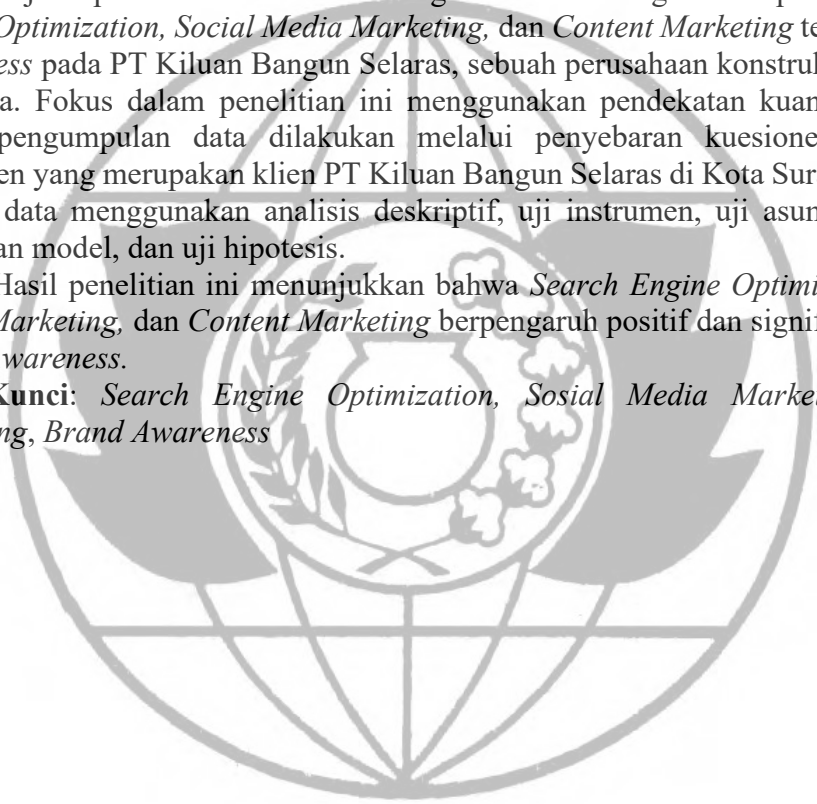 Optimization, Social Media Marketing, dan Content Marketing te
ess pada PT Kiluan Bangun Selaras, sebuah perusahaan konstruk
a. Fokus dalam penelitian ini menggunakan pendekatan kuan
pengumpulan data dilakukan melalui penyebaran kuesione
en yang merupakan klien PT Kiluan Bangun Selaras di Kota Sur
data menggunakan analisis deskriptif, uji instrumen, uji asun
an model, dan uji hipotesis.
Hasil penelitian ini menunjukkan bahwa Search Engine Optimi
Marketing, dan Content Marketing berpengaruh positif dan signif
wareness.
Kunci: Search Engine Optimization, Sosial Media Market
ng, Brand Awareness